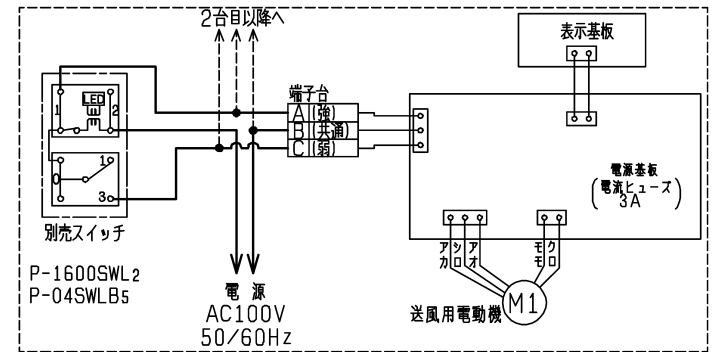 2台目以降へ
表示基板
端子台
A (強)
B (共通)
C (弱)
LED
1
2
0
1
3
電源基板
(電流ヒューズ 3A)
別売スイッチ
P-1600SWL2
P-04SWLB5
電源
AC100V
50/60Hz
アカ
シロ
アオ
モモ
クロ
送風用電動機
M1